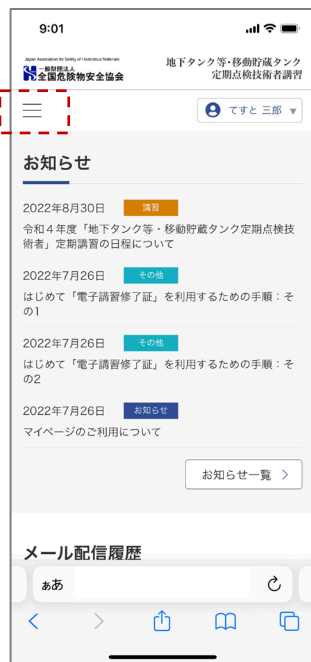 9:01
Japan Association for Safety of Hazardous Materials
一般財団法人
全国危険物安全協会
地下タンク等・移動貯蔵タンク
定期点検技術者講習
てすと 三郎 ▼
お知らせ
2022年8月30日 講習
令和４年度「地下タンク等・移動貯蔵タンク定期点検技
術者」定期講習の日程について
2022年7月26日 その他
はじめて「電子講習修了証」を利用するための手順：そ
の1
2022年7月26日 その他
はじめて「電子講習修了証」を利用するための手順：そ
の2
2022年7月26日 お知らせ
マイページのご利用について
お知らせ一覧 >
メール配信履歴
ぁあ